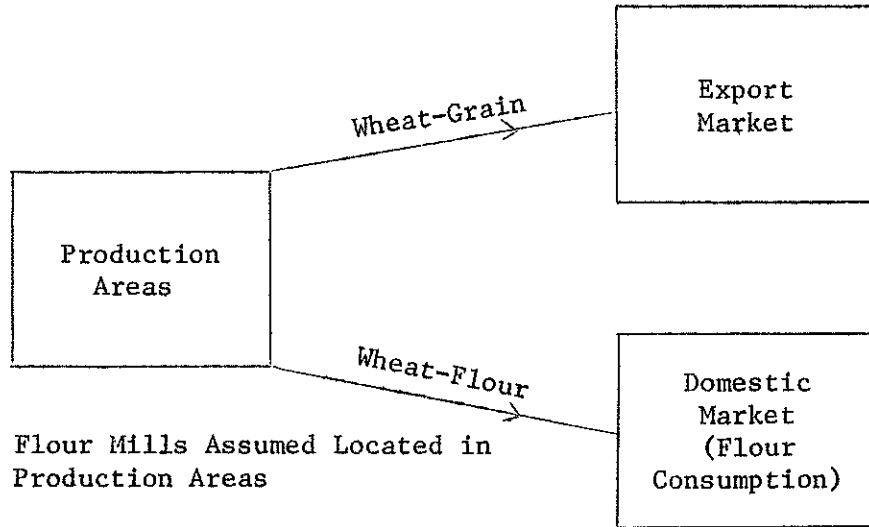 Export
Market
Wheat-Grain
Production
Areas
Wheat-Flour
Domestic
Market
(Flour
Consumption)
Flour Mills Assumed Located in
Production Areas